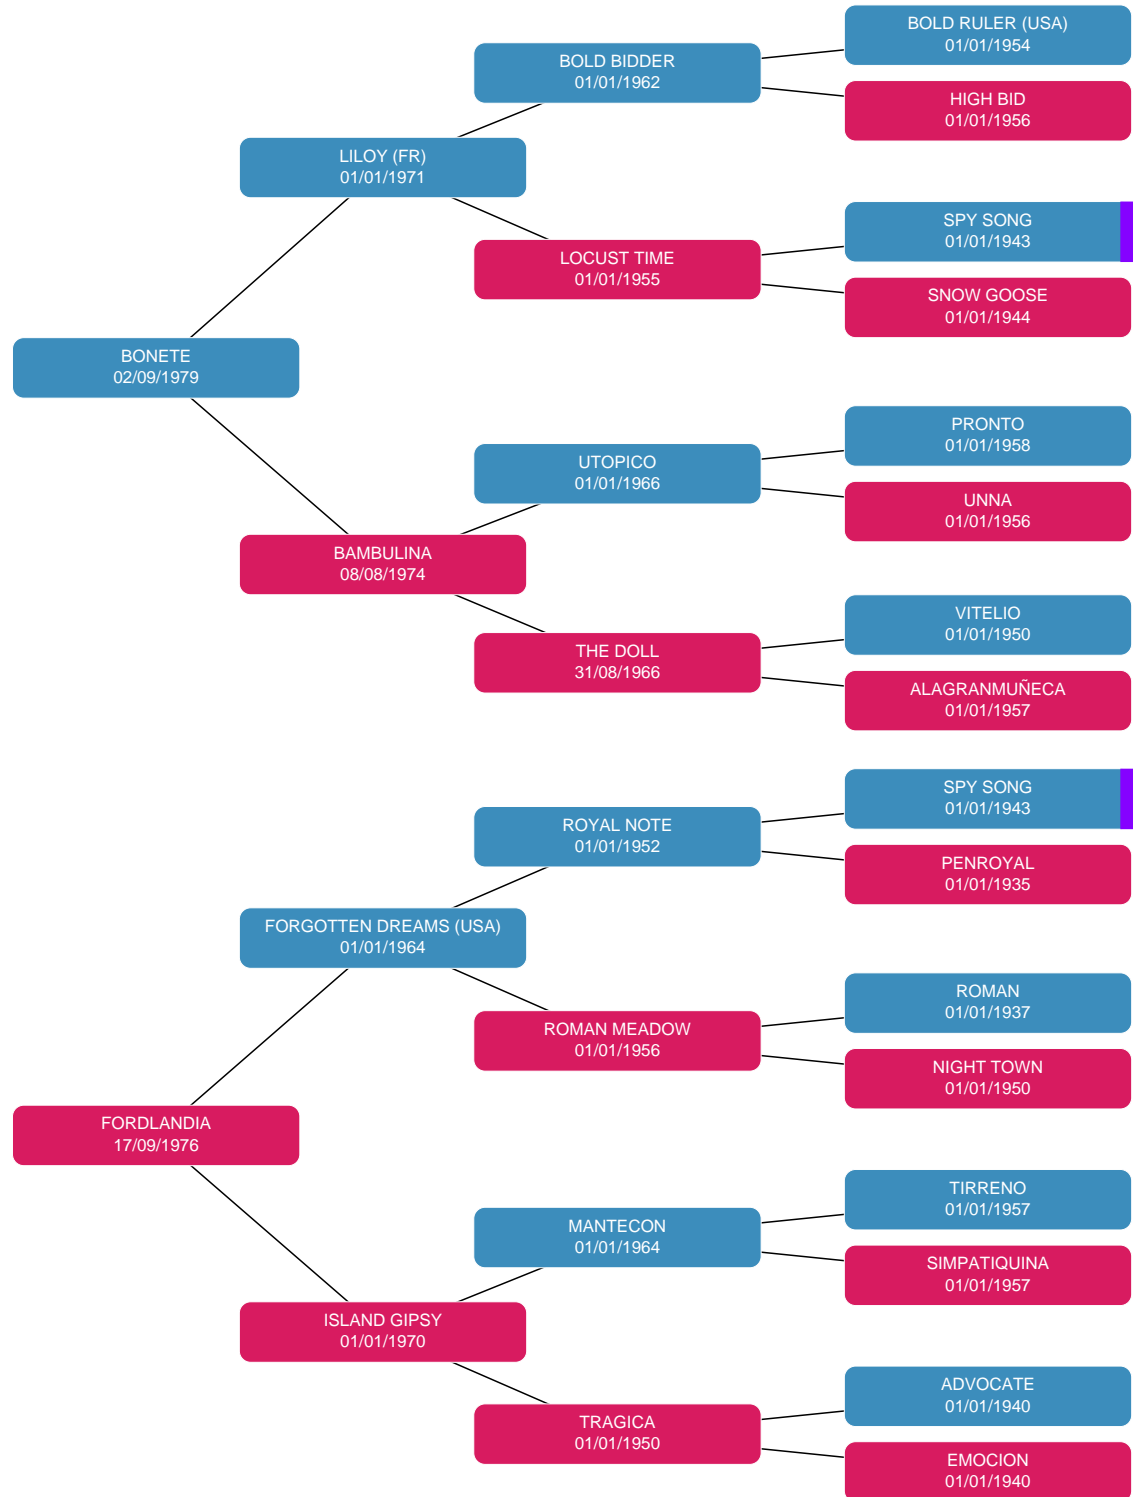 BOLD RULER (USA)
01/01/1954
BOLD BIDDER
01/01/1962
HIGH BID
01/01/1956
LILOY (FR)
01/01/1971
SPY SONG
01/01/1943
LOCUST TIME
01/01/1955
SNOW GOOSE
01/01/1944
BONETE
02/09/1979
PRONTO
01/01/1958
UTOPICO
01/01/1966
UNNA
01/01/1956
BAMBULINA
08/08/1974
VITELIO
01/01/1950
THE DOLL
31/08/1966
ALAGRANMUÑECA
01/01/1957
SPY SONG
01/01/1943
ROYAL NOTE
01/01/1952
PENROYAL
01/01/1935
FORGOTTEN DREAMS (USA)
01/01/1964
ROMAN
01/01/1937
ROMAN MEADOW
01/01/1956
NIGHT TOWN
01/01/1950
FORDLANDIA
17/09/1976
TIRRENO
01/01/1957
MANTECON
01/01/1964
SIMPATIQUINA
01/01/1957
ISLAND GIPSY
01/01/1970
ADVOCATE
01/01/1940
TRAGICA
01/01/1950
EMOCION
01/01/1940